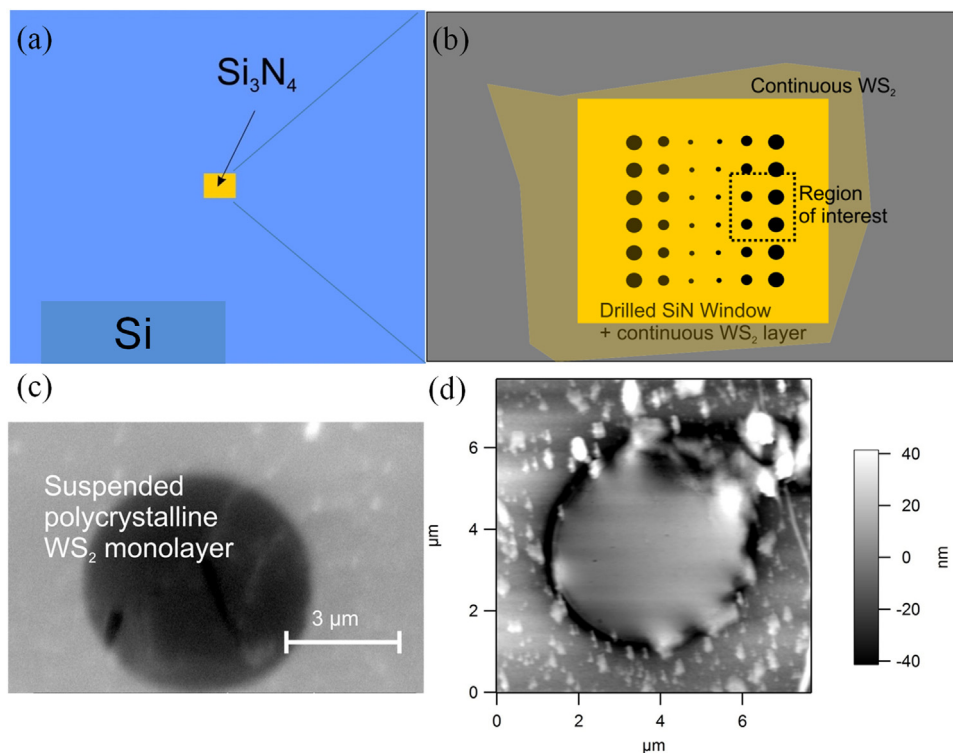 (a)
Si₃N₄
Si
(b)
Continuous WS₂
Region
of interest
Drilled SiN Window
+ continuous WS₂ layer
(c)
Suspended
polycrystalline
WS₂ monolayer
3 µm
(d)
6
4
2
0
µm
0
2
4
6
µm
40
20
0
-20
-40
nm